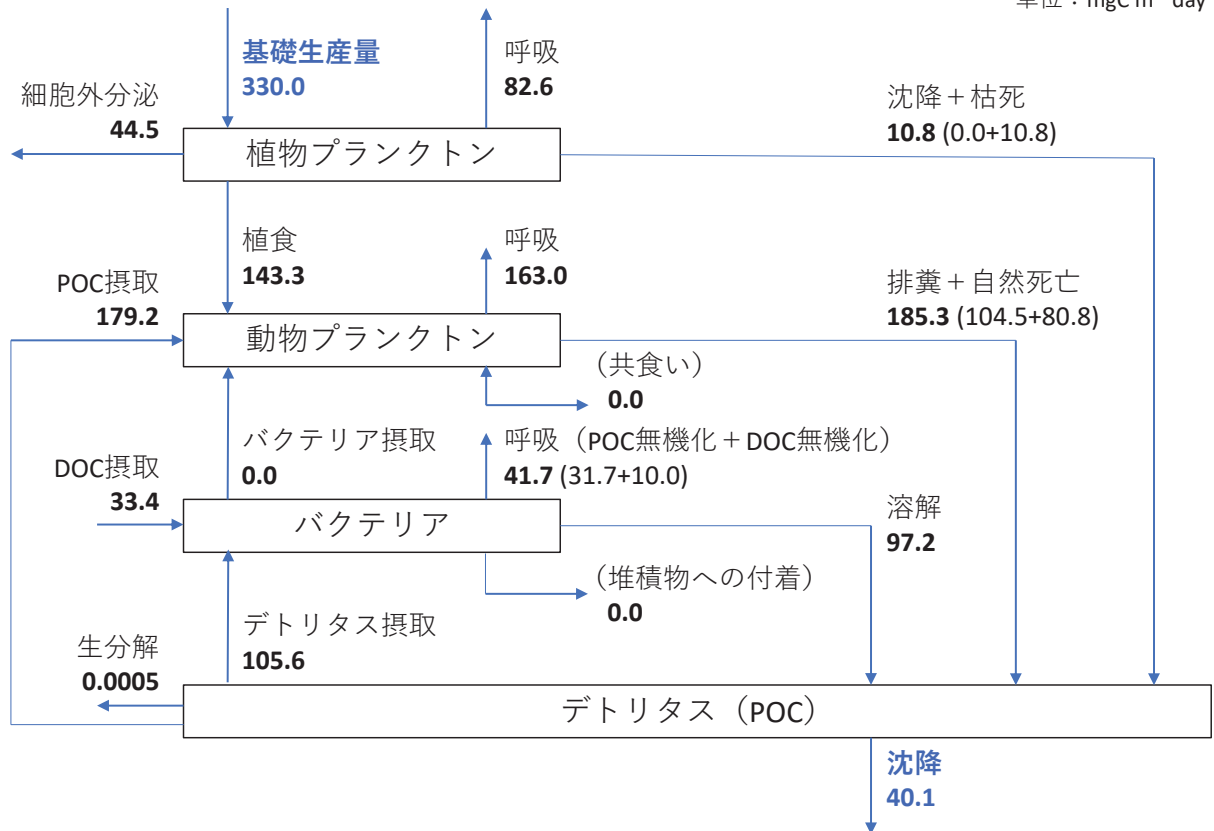 単位：mgC m day
基礎生産量
330.0
呼吸
82.6
細胞外分泌
44.5
沈降＋枯死
10.8 (0.0+10.8)
植物プランクトン
植食
143.3
呼吸
163.0
POC摂取
179.2
排糞＋自然死亡
185.3 (104.5+80.8)
動物プランクトン
（共食い）
0.0
バクテリア摂取
0.0
呼吸（POC無機化＋DOC無機化）
41.7 (31.7+10.0)
DOC摂取
33.4
溶解
97.2
バクテリア
（堆積物への付着）
0.0
デトリタス摂取
105.6
生分解
0.0005
デトリタス（POC）
沈降
40.1